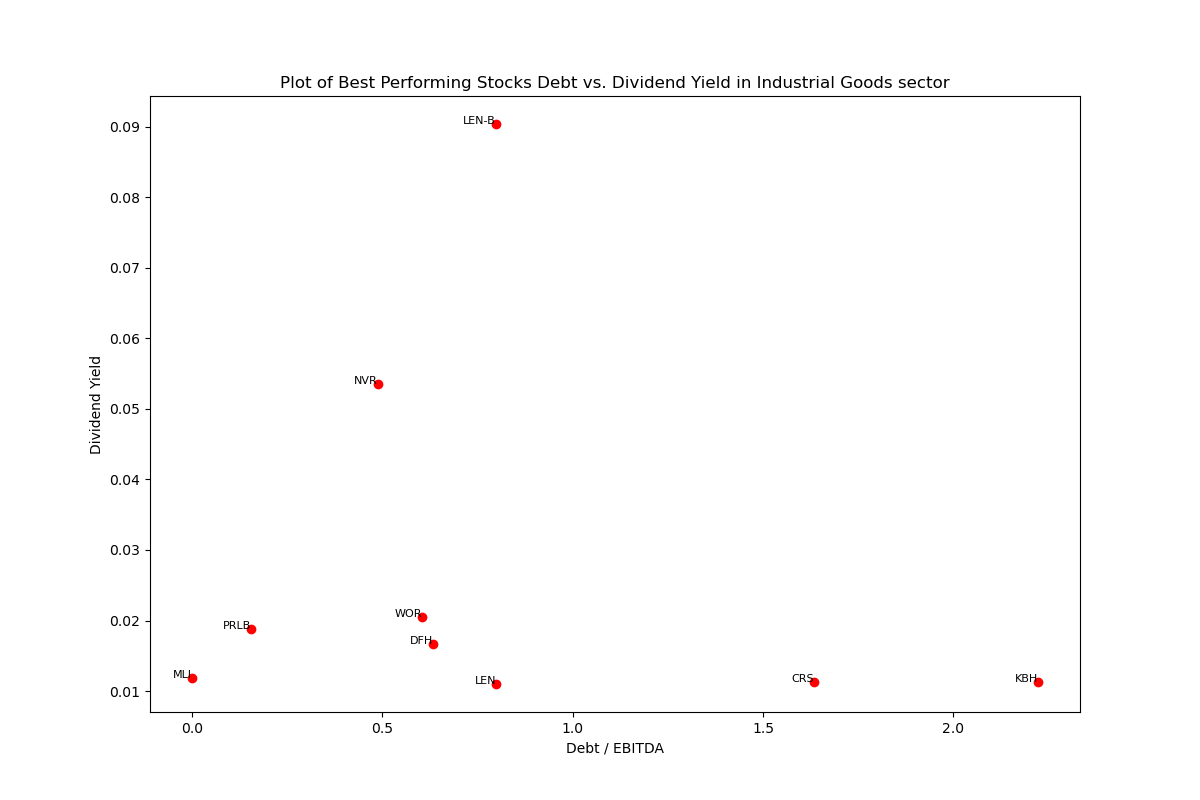 Plot of Best Performing Stocks Debt vs. Dividend Yield in Industrial Goods sector
0.09
0.08
0.07
0.06
0.05
0.04
0.03
0.02
0.01
Dividend Yield
LEN-B
NVR
WOR
PRLB
DFH
MLI
LEN
CRS
KBH
0.0 0.5 1.0 1.5 2.0
Debt / EBITDA